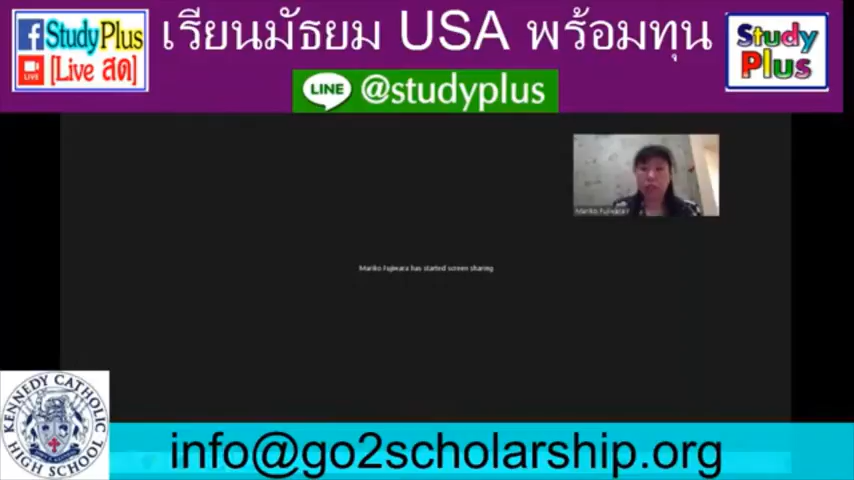 StudyPlus
LIVE [Live สด]
เรียนมัธยม USA พร้อมทุน
Study
Plus
LINE @studyplus
Mariko Fujiwara
Mariko Fujiwara has started screen sharing
KENNEDY CATHOLIC
HIGH SCHOOL
info@go2scholarship.org